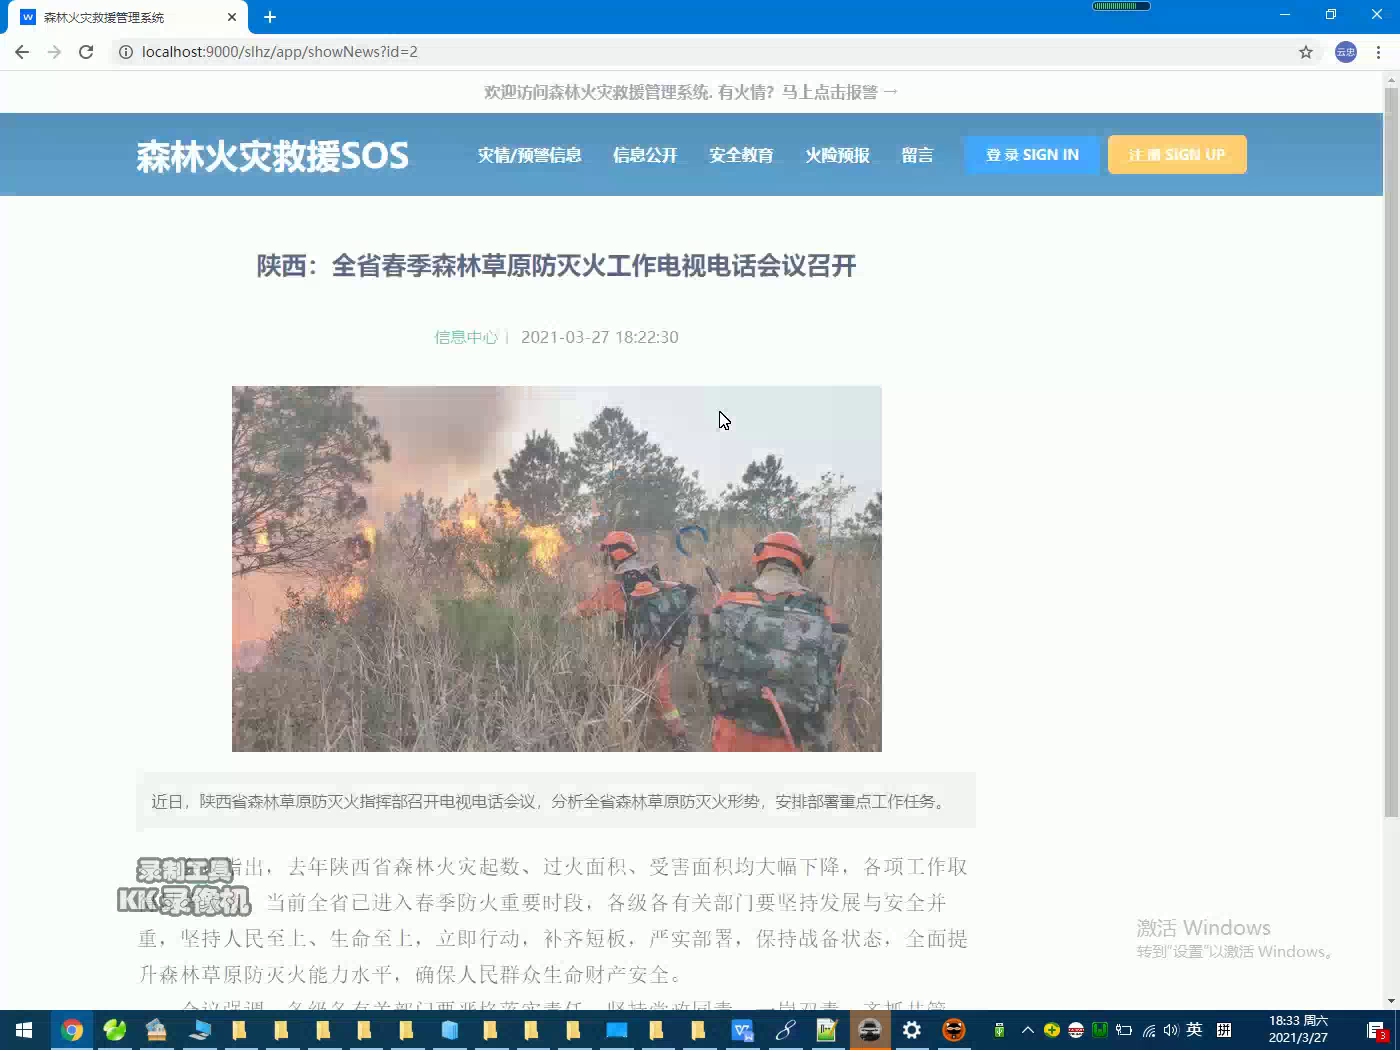 森林火灾救援管理系统
localhost:9000/slhz/app/showNews?id=2
云忠
欢迎访问森林火灾救援管理系统. 有火情？马上点击报警 →
森林火灾救援SOS
灾情/预警信息 信息公开 安全教育 火险预报 留言 登 录 SIGN IN 注 册 SIGN UP
陕西：全省春季森林草原防灭火工作电视电话会议召开
信息中心 | 2021-03-27 18:22:30
近日，陕西省森林草原防灭火指挥部召开电视电话会议，分析全省森林草原防灭火形势，安排部署重点工作任务。
指出，去年陕西省森林火灾起数、过火面积、受害面积均大幅下降，各项工作取
当前全省已进入春季防火重要时段，各级各有关部门要坚持发展与安全并
重，坚持人民至上、生命至上，立即行动，补齐短板，严实部署，保持战备状态，全面提
升森林草原防灭火能力水平，确保人民群众生命财产安全。
录制工具
KK录像机
激活 Windows
转到"设置"以激活 Windows。
英 拼
18:33 周六
2021/3/27
3